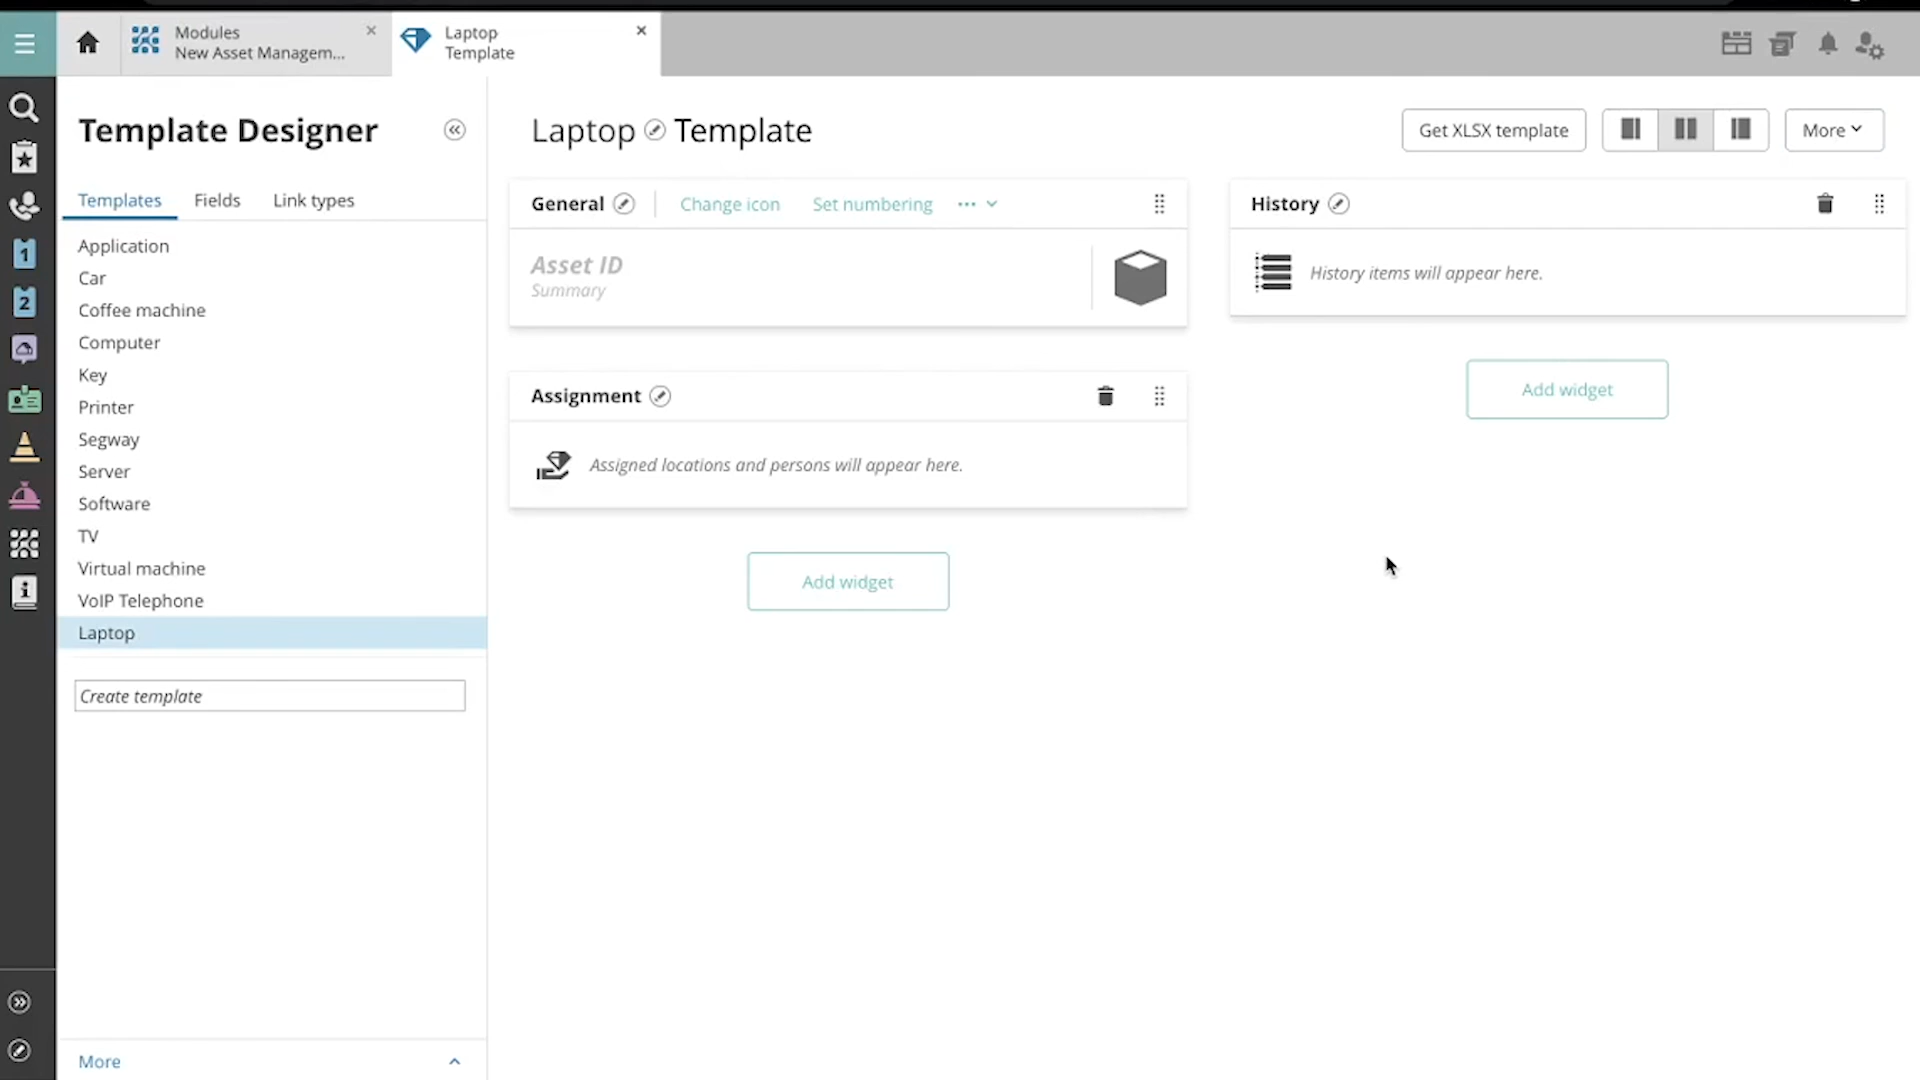 Modules
New Asset Managem...
Laptop
Template
Template Designer
Templates
Fields
Link types
Application
Car
Coffee machine
Computer
Key
Printer
Segway
Server
Software
TV
Virtual machine
VoIP Telephone
Laptop
Create template
More
1
2
Laptop Template
Get XLSX template
More
General
Change icon
Set numbering
...
Asset ID
Summary
Assignment
Assigned locations and persons will appear here.
Add widget
History
History items will appear here.
Add widget